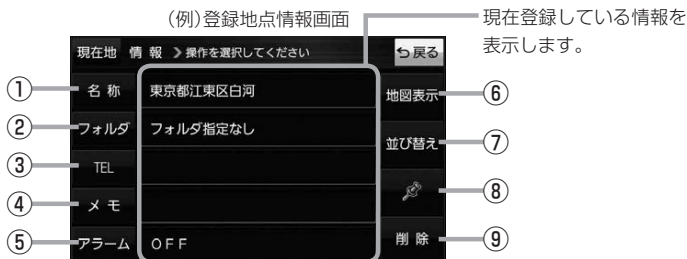 (例)登録地点情報画面
現在登録している情報を
表示します。
現在地 情 報 ＞操作を選択してください 戻る
① 名 称 東京都江東区白河 地図表示 ⑥
② フォルダ フォルダ指定なし 並び替え ⑦
③ TEL ⑧
④ メ モ
⑤ アラーム OFF 削 除 ⑨